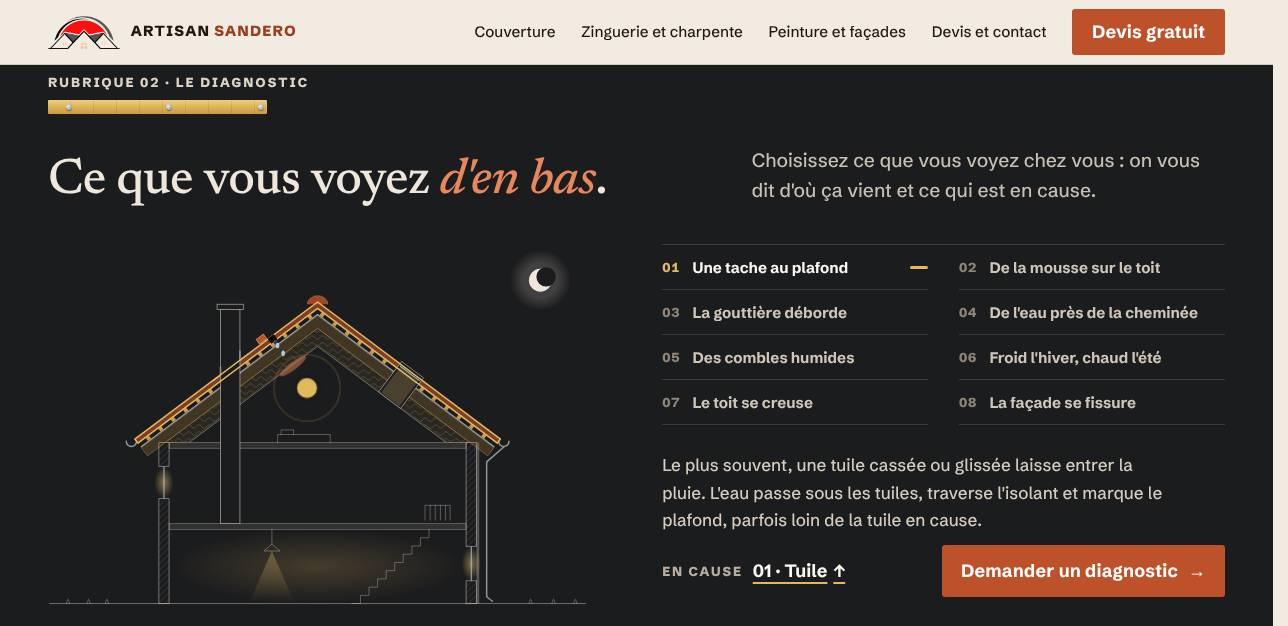 ARTISAN SANDERO
Couverture
Zinguerie et charpente
Peinture et façades
Devis et contact
Devis gratuit
RUBRIQUE 02 · LE DIAGNOSTIC
Ce que vous voyez d'en bas.
Choisissez ce que vous voyez chez vous : on vous
dit d'où ça vient et ce qui est en cause.
01 Une tache au plafond
02 De la mousse sur le toit
03 La gouttière déborde
04 De l'eau près de la cheminée
05 Des combles humides
06 Froid l'hiver, chaud l'été
07 Le toit se creuse
08 La façade se fissure
Le plus souvent, une tuile cassée ou glissée laisse entrer la
pluie. L'eau passe sous les tuiles, traverse l'isolant et marque le
plafond, parfois loin de la tuile en cause.
EN CAUSE 01 · Tuile ↑
Demander un diagnostic →